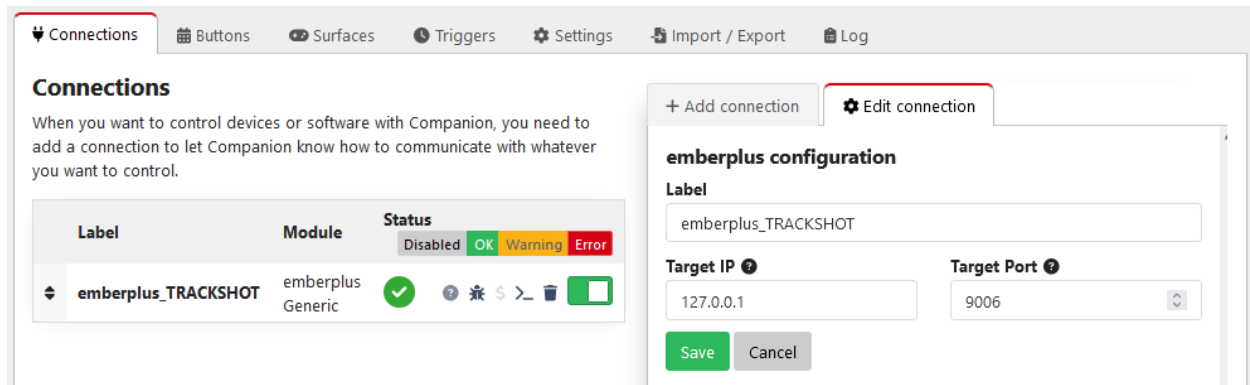 Connections
Buttons
Surfaces
Triggers
Settings
Import / Export
Log
Connections
When you want to control devices or software with Companion, you need to
add a connection to let Companion know how to communicate with whatever
you want to control.
Label
Module
Status
Disabled OK Warning Error
emberplus_TRACKSHOT
emberplus
Generic
+ Add connection
Edit connection
emberplus configuration
Label
emberplus_TRACKSHOT
Target IP
Target Port
127.0.0.1
9006
Save
Cancel